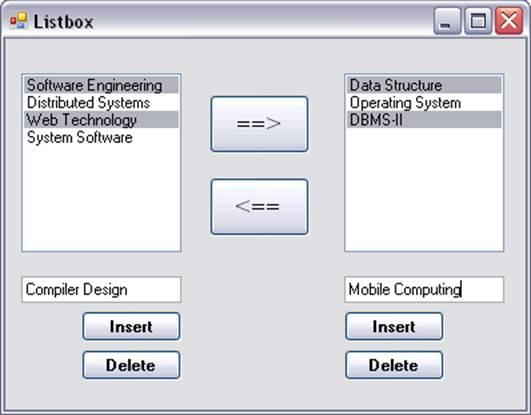 Listbox
Software Engineering
Distributed Systems
Web Technology
System Software
==>
<==
Data Structure
Operating System
DBMS-II
Compiler Design
Insert
Delete
Mobile Computing
Insert
Delete